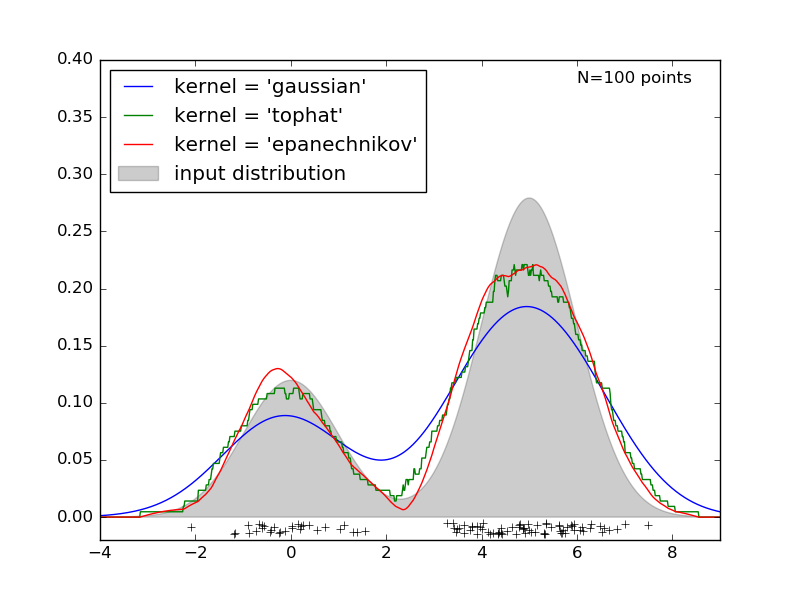 0.40
0.35
0.30
0.25
0.20
0.15
0.10
0.05
0.00
kernel = 'gaussian'
kernel = 'tophat'
kernel = 'epanechnikov'
input distribution
N=100 points
−4 −2 0 2 4 6 8